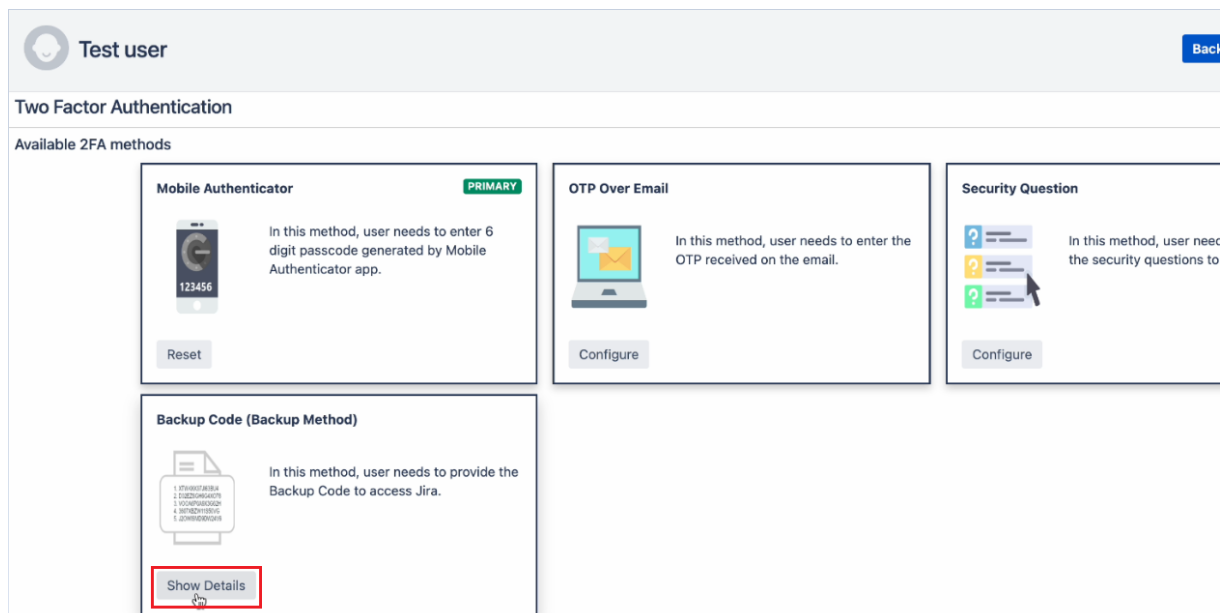 Test user
Back
Two Factor Authentication
Available 2FA methods
Mobile Authenticator
PRIMARY
In this method, user needs to enter 6
digit passcode generated by Mobile
Authenticator app.
123456
Reset
OTP Over Email
In this method, user needs to enter the
OTP received on the email.
Configure
Security Question
In this method, user need
the security questions to
Configure
Backup Code (Backup Method)
In this method, user needs to provide the
Backup Code to access Jira.
Show Details